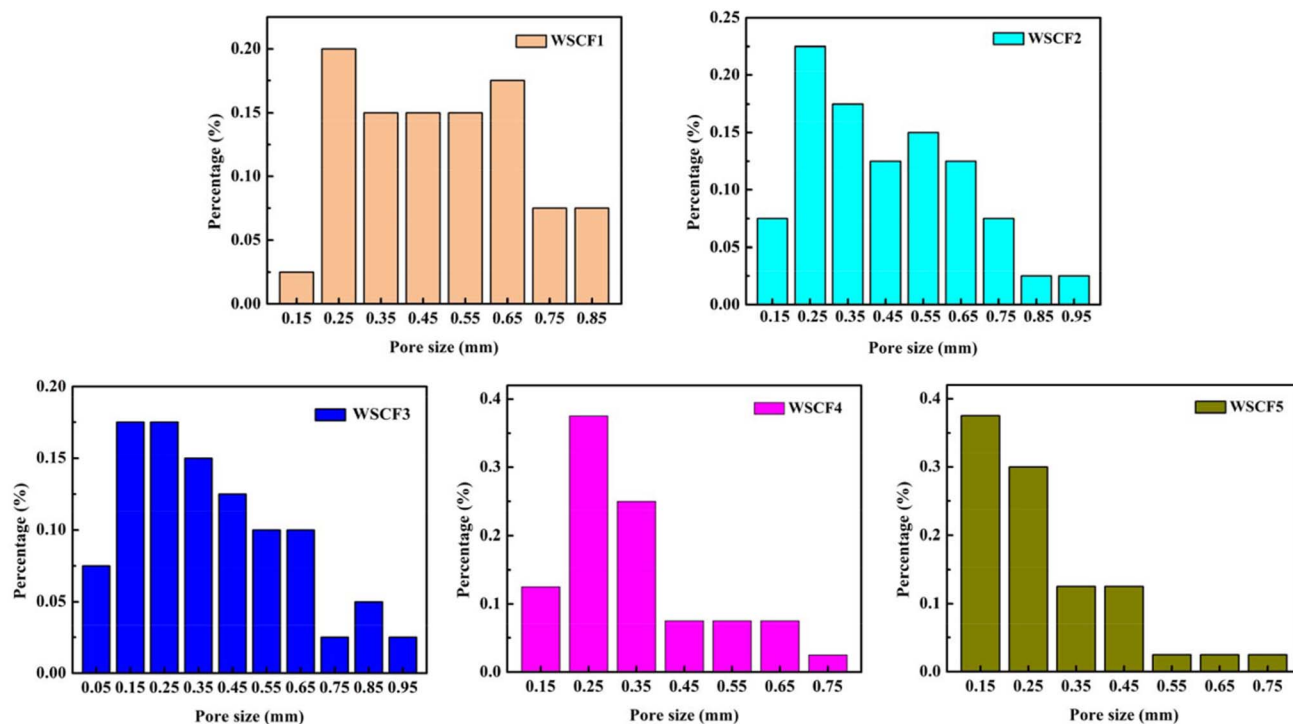 WSCF1
Percentage (%)
0.20
0.15
0.10
0.05
0.00
0.15 0.25 0.35 0.45 0.55 0.65 0.75 0.85
Pore size (mm)
WSCF2
Percentage (%)
0.25
0.20
0.15
0.10
0.05
0.00
0.15 0.25 0.35 0.45 0.55 0.65 0.75 0.85 0.95
Pore size (mm)
WSCF3
Percentage (%)
0.20
0.15
0.10
0.05
0.00
0.05 0.15 0.25 0.35 0.45 0.55 0.65 0.75 0.85 0.95
Pore size (mm)
WSCF4
Percentage (%)
0.4
0.3
0.2
0.1
0.0
0.15 0.25 0.35 0.45 0.55 0.65 0.75
Pore size (mm)
WSCF5
Percentage (%)
0.4
0.3
0.2
0.1
0.0
0.15 0.25 0.35 0.45 0.55 0.65 0.75
Pore size (mm)